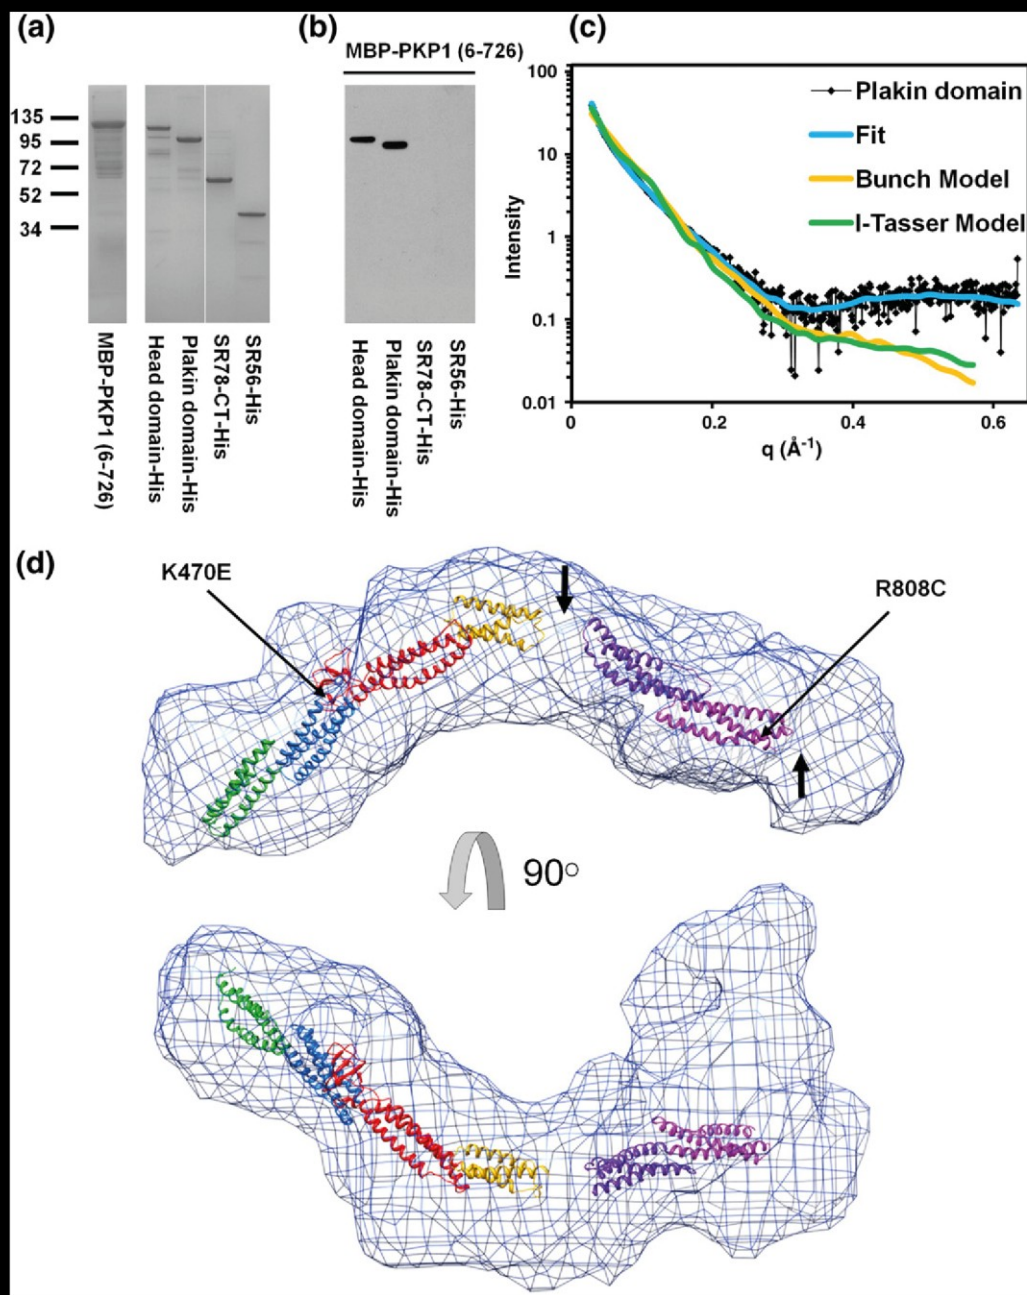 (a)
135
95
72
52
34
MBP-PKP1 (6-726)
Head domain-His
Plakin domain-His
SR78-CT-His
SR56-His
(b)
MBP-PKP1 (6-726)
Head domain-His
Plakin domain-His
SR78-CT-His
SR56-His
(c)
Intensity
100
10
1
0.1
0.01
0
0.2
0.4
0.6
q (Å⁻¹)
Plakin domain
Fit
Bunch Model
I-Tasser Model
(d)
K470E
R808C
90°